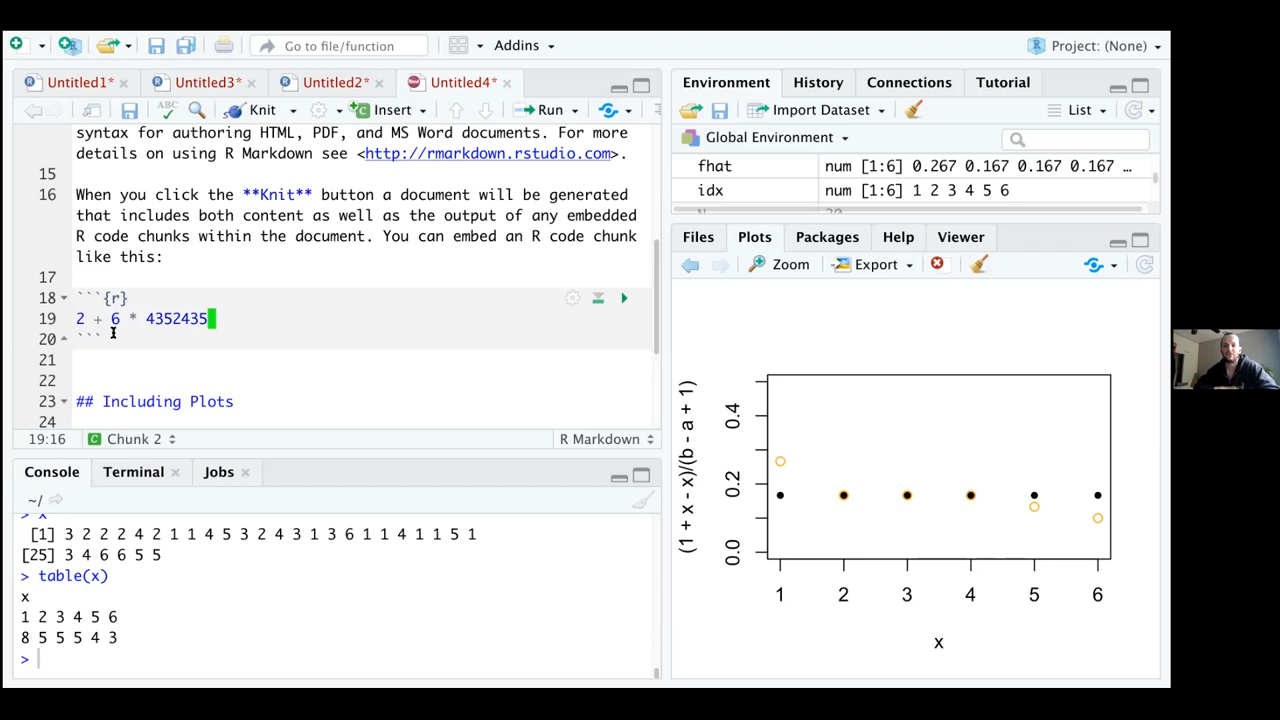 Go to file/function
Addins
Project: (None)
Untitled1*
Untitled3*
Untitled2*
Untitled4*
ABC
Knit
Insert
Run
syntax for authoring HTML, PDF, and MS Word documents. For more
details on using R Markdown see <http://rmarkdown.rstudio.com>.
15
16 When you click the **Knit** button a document will be generated
that includes both content as well as the output of any embedded
R code chunks within the document. You can embed an R code chunk
like this:
17
18 ```{r}
19 2 + 6 * 4352435
20 ```
21
22
23 ## Including Plots
24
19:16 Chunk 2 R Markdown
Console Terminal Jobs
~/
> x
[1] 3 2 2 2 4 2 1 1 4 5 3 2 4 3 1 3 6 1 1 4 1 1 5 1
[25] 3 4 6 6 5 5
> table(x)
x
1 2 3 4 5 6
8 5 5 5 4 3
>
Environment History Connections Tutorial
Import Dataset
List
Global Environment
fhat num [1:6] 0.267 0.167 0.167 0.167 …
idx num [1:6] 1 2 3 4 5 6
Files Plots Packages Help Viewer
Zoom
Export
(1 + x - x)/(b - a + 1)
0.4
0.2
0.0
1 2 3 4 5 6
x